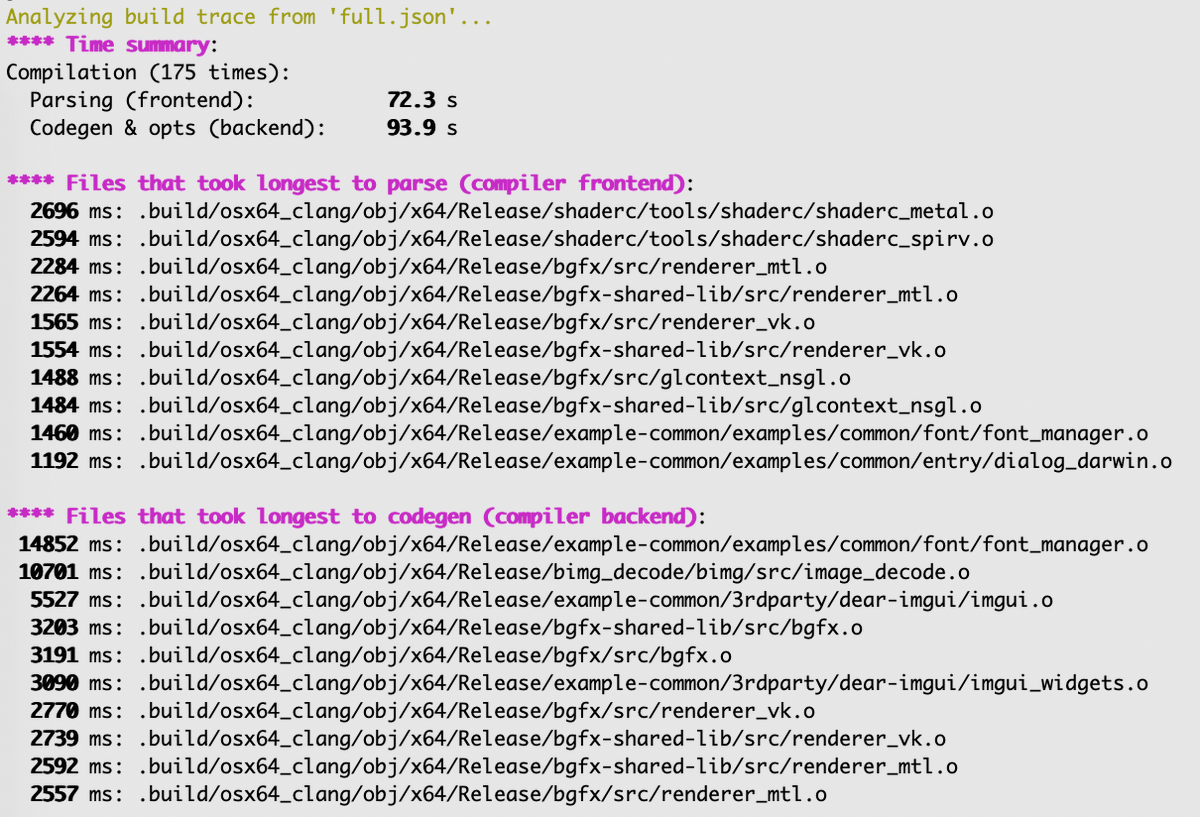 Analyzing build trace from 'full.json'...
**** Time summary:
Compilation (175 times):
  Parsing (frontend):           72.3 s
  Codegen & opts (backend):     93.9 s

**** Files that took longest to parse (compiler frontend):
  2696 ms: .build/osx64_clang/obj/x64/Release/shaderc/tools/shaderc/shaderc_metal.o
  2594 ms: .build/osx64_clang/obj/x64/Release/shaderc/tools/shaderc/shaderc_spirv.o
  2284 ms: .build/osx64_clang/obj/x64/Release/bgfx/src/renderer_mtl.o
  2264 ms: .build/osx64_clang/obj/x64/Release/bgfx-shared-lib/src/renderer_mtl.o
  1565 ms: .build/osx64_clang/obj/x64/Release/bgfx/src/renderer_vk.o
  1554 ms: .build/osx64_clang/obj/x64/Release/bgfx-shared-lib/src/renderer_vk.o
  1488 ms: .build/osx64_clang/obj/x64/Release/bgfx/src/glcontext_nsgl.o
  1484 ms: .build/osx64_clang/obj/x64/Release/bgfx-shared-lib/src/glcontext_nsgl.o
  1460 ms: .build/osx64_clang/obj/x64/Release/example-common/examples/common/font/font_manager.o
  1192 ms: .build/osx64_clang/obj/x64/Release/example-common/examples/common/entry/dialog_darwin.o

**** Files that took longest to codegen (compiler backend):
 14852 ms: .build/osx64_clang/obj/x64/Release/example-common/examples/common/font/font_manager.o
 10701 ms: .build/osx64_clang/obj/x64/Release/bimg_decode/bimg/src/image_decode.o
  5527 ms: .build/osx64_clang/obj/x64/Release/example-common/3rdparty/dear-imgui/imgui.o
  3203 ms: .build/osx64_clang/obj/x64/Release/bgfx-shared-lib/src/bgfx.o
  3191 ms: .build/osx64_clang/obj/x64/Release/bgfx/src/bgfx.o
  3090 ms: .build/osx64_clang/obj/x64/Release/example-common/3rdparty/dear-imgui/imgui_widgets.o
  2770 ms: .build/osx64_clang/obj/x64/Release/bgfx/src/renderer_vk.o
  2739 ms: .build/osx64_clang/obj/x64/Release/bgfx-shared-lib/src/renderer_vk.o
  2592 ms: .build/osx64_clang/obj/x64/Release/bgfx-shared-lib/src/renderer_mtl.o
  2557 ms: .build/osx64_clang/obj/x64/Release/bgfx/src/renderer_mtl.o